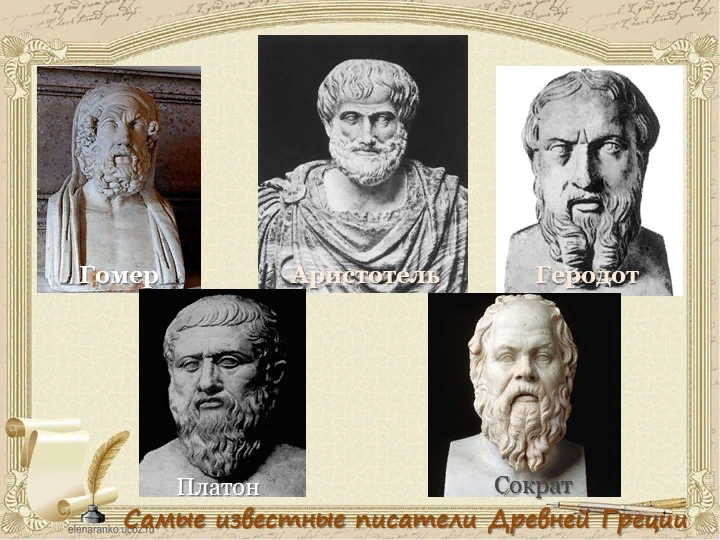 Гомер
Аристотель
Геродот
Платон
Сократ
Самые известные писатели Древней Греции
elenaranko.ucoz.ru